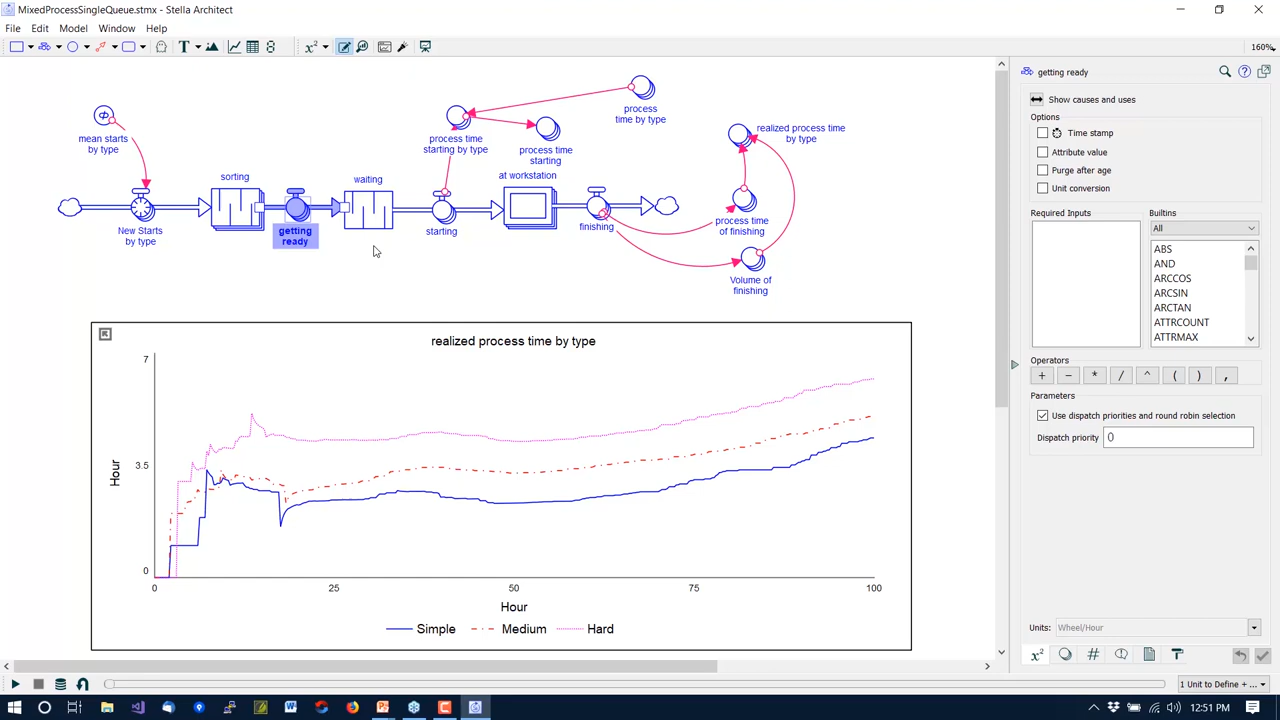 MixedProcessSingleQueue.stmx - Stella Architect
File Edit Model Window Help
160%
getting ready
Show causes and uses
Options
Time stamp
Attribute value
Purge after age
Unit conversion
Required Inputs
Builtins
All
ABS
AND
ARCCOS
ARCSIN
ARCTAN
ATTRCOUNT
ATTRMAX
Operators
+ − * / ^ ( ) ,
Parameters
Use dispatch priorities and round robin selection
Dispatch priority 0
Units: Wheel/Hour
mean starts
by type
New Starts
by type
sorting
getting
ready
waiting
process time
starting by type
process time
starting
process
time by type
starting
at workstation
finishing
realized process time
by type
process time
of finishing
Volume of
finishing
realized process time by type
7
3.5
0
Hour
0 25 50 75 100
Hour
Simple Medium Hard
1 Unit to Define + ...
12:51 PM